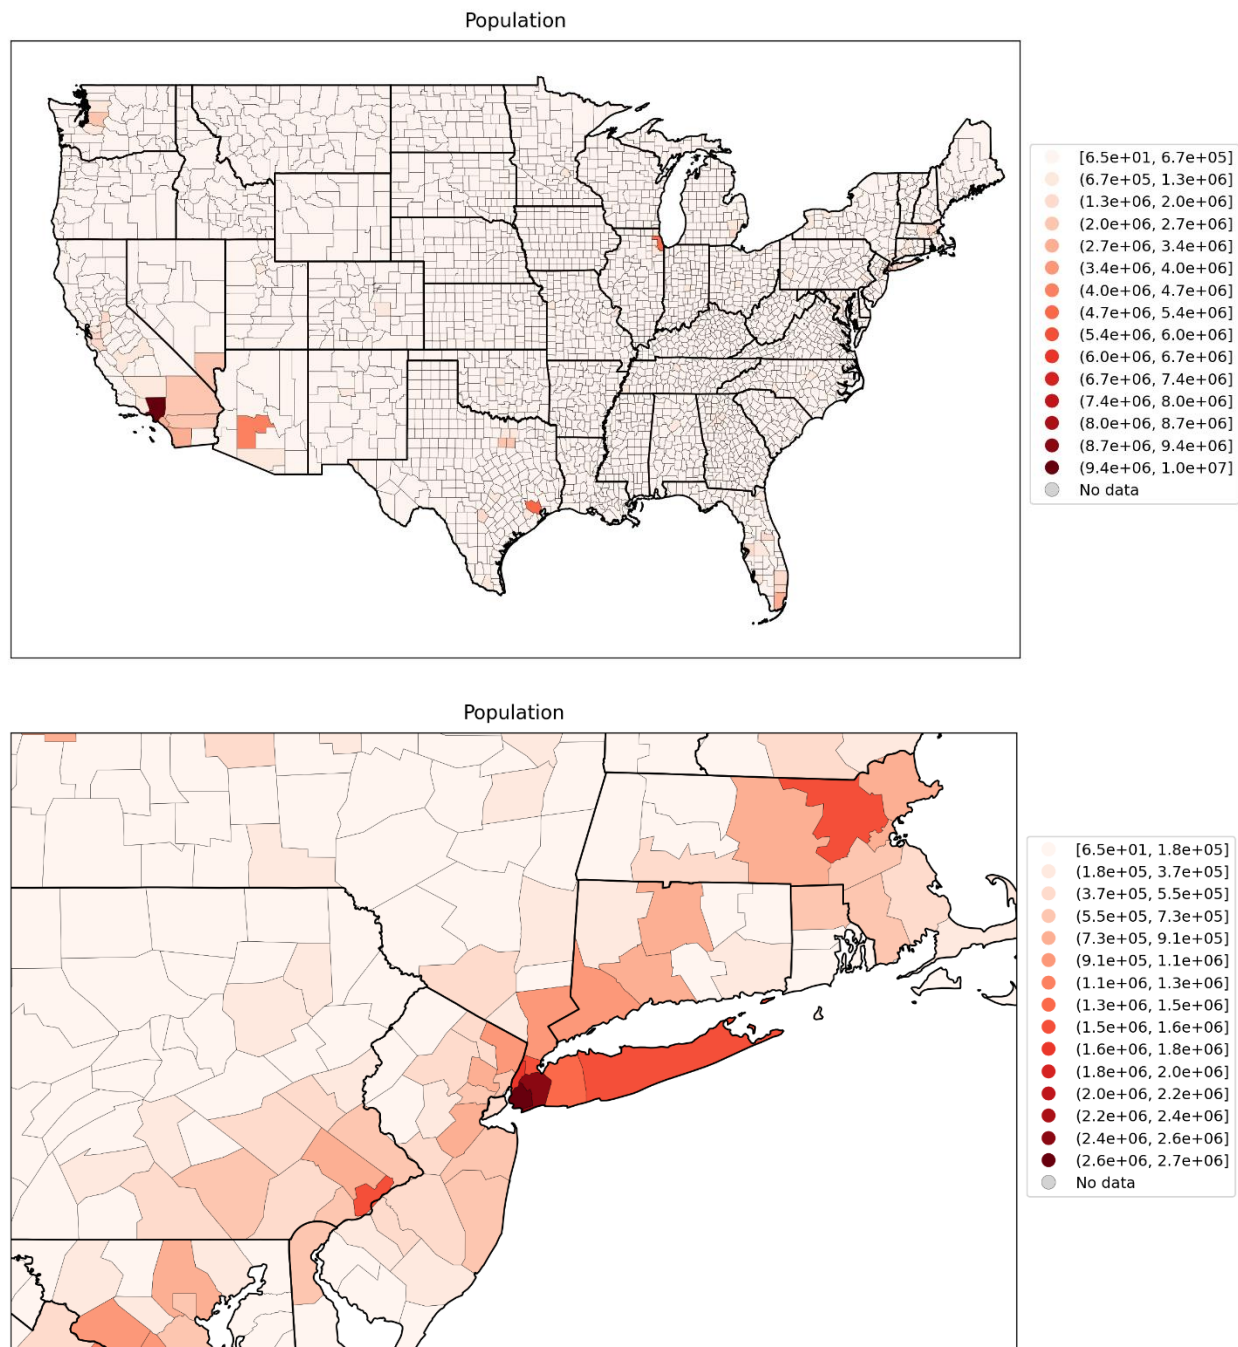 Population
[6.5e+01, 6.7e+05]
(6.7e+05, 1.3e+06]
(1.3e+06, 2.0e+06]
(2.0e+06, 2.7e+06]
(2.7e+06, 3.4e+06]
(3.4e+06, 4.0e+06]
(4.0e+06, 4.7e+06]
(4.7e+06, 5.4e+06]
(5.4e+06, 6.0e+06]
(6.0e+06, 6.7e+06]
(6.7e+06, 7.4e+06]
(7.4e+06, 8.0e+06]
(8.0e+06, 8.7e+06]
(8.7e+06, 9.4e+06]
(9.4e+06, 1.0e+07]
No data
Population
[6.5e+01, 1.8e+05]
(1.8e+05, 3.7e+05]
(3.7e+05, 5.5e+05]
(5.5e+05, 7.3e+05]
(7.3e+05, 9.1e+05]
(9.1e+05, 1.1e+06]
(1.1e+06, 1.3e+06]
(1.3e+06, 1.5e+06]
(1.5e+06, 1.6e+06]
(1.6e+06, 1.8e+06]
(1.8e+06, 2.0e+06]
(2.0e+06, 2.2e+06]
(2.2e+06, 2.4e+06]
(2.4e+06, 2.6e+06]
(2.6e+06, 2.7e+06]
No data